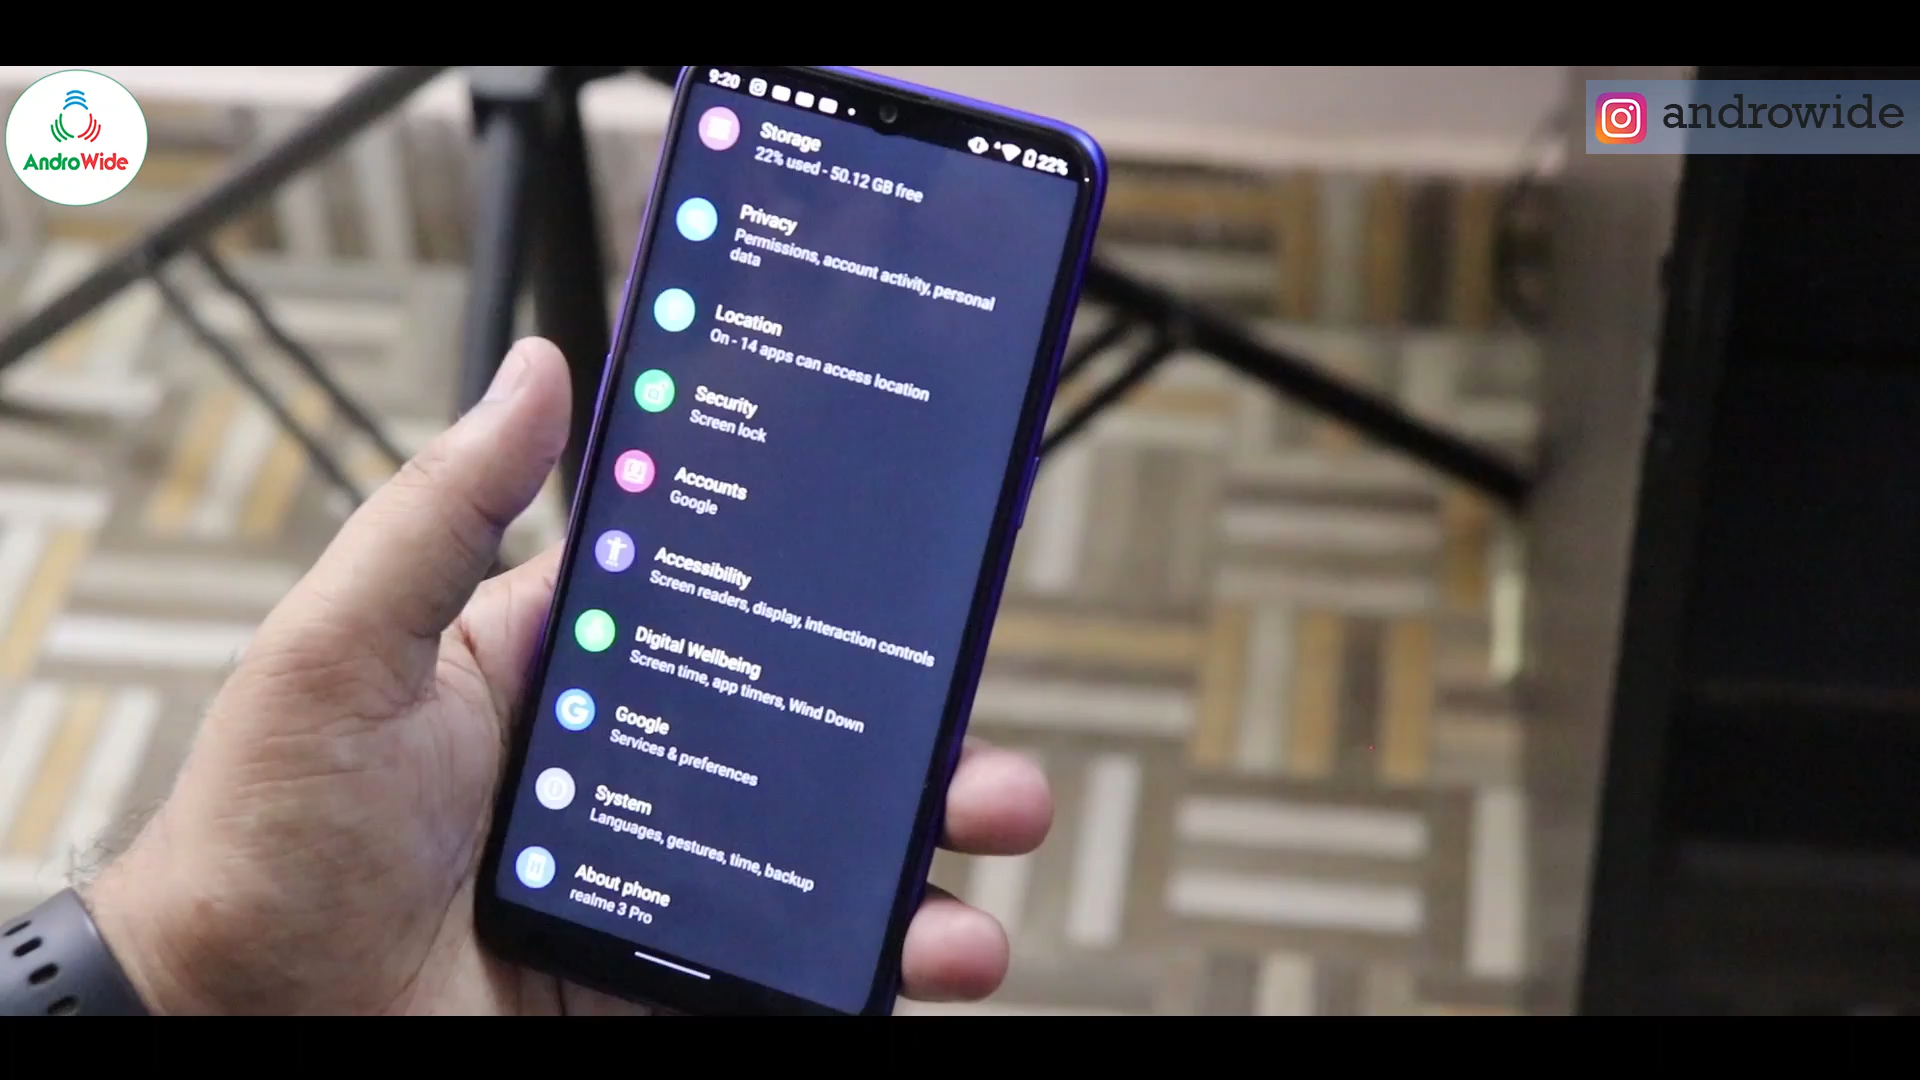 AndroWide
androwide
9:20
22%
Storage
22% used - 50.12 GB free
Privacy
Permissions, account activity, personal
data
Location
On - 14 apps can access location
Security
Screen lock
Accounts
Google
Accessibility
Screen readers, display, interaction controls
Digital Wellbeing
Screen time, app timers, Wind Down
Google
Services & preferences
System
Languages, gestures, time, backup
About phone
realme 3 Pro